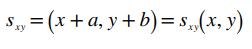 s_{xy} = (x + a, y + b) = s_{xy}(x, y)